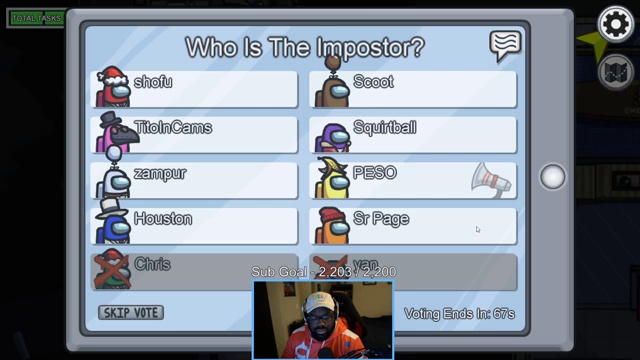 TOTAL TASKS
Who Is The Impostor?
shofu
Scoot
TitoInCams
Squirtball
zampur
PESO
Houston
Sr Page
Chris
van
Sub Goal - 2,203 / 2,200
SKIP VOTE
Voting Ends In: 67s